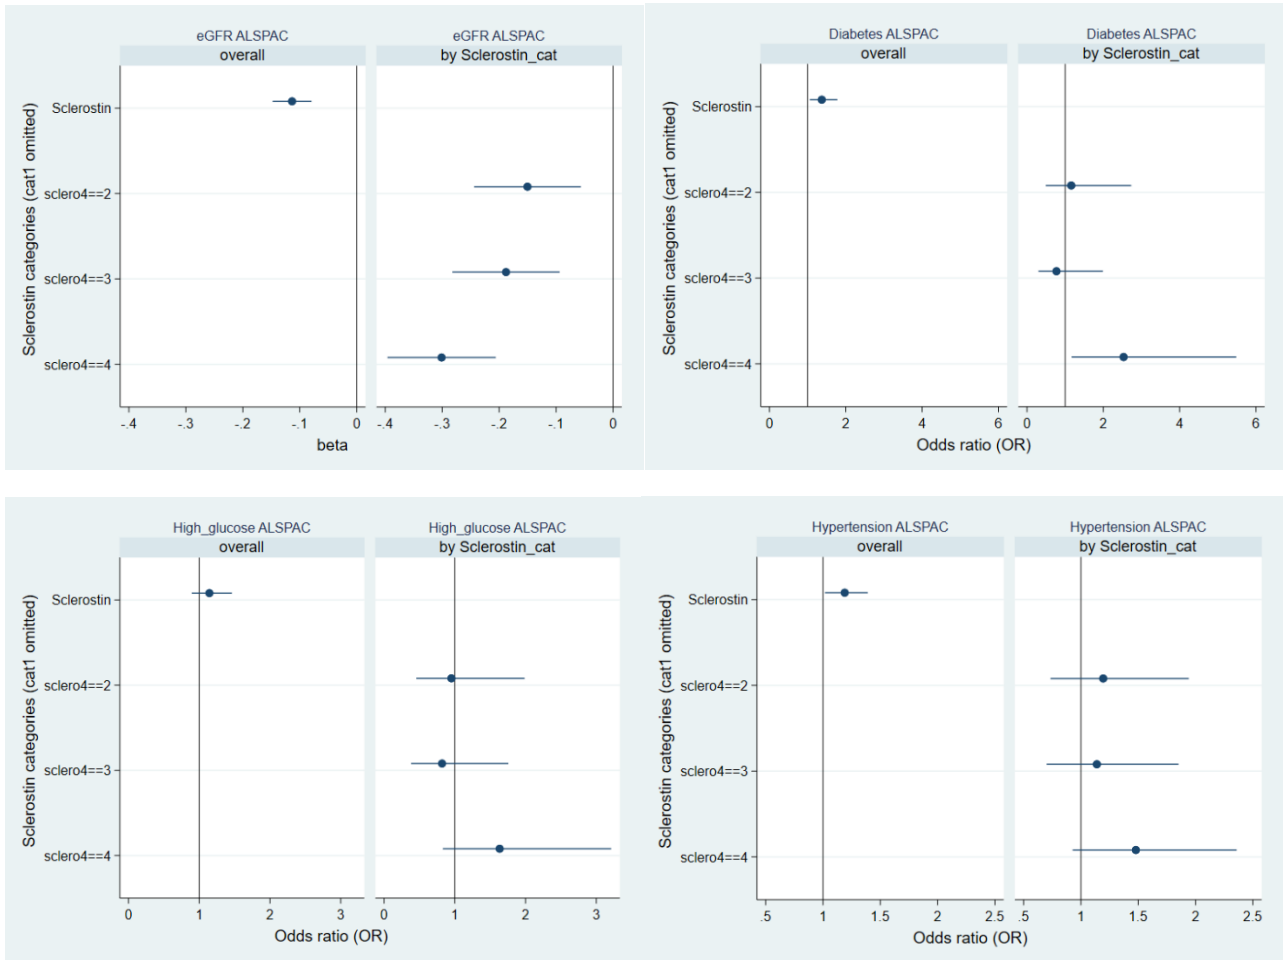 eGFR ALSPAC
overall
eGFR ALSPAC
by Sclerostin_cat
Sclerostin categories (cat1 omitted)
Sclerostin
sclero4==2
sclero4==3
sclero4==4
-.4 -.3 -.2 -.1 0
-.4 -.3 -.2 -.1 0
beta
Diabetes ALSPAC
overall
Diabetes ALSPAC
by Sclerostin_cat
Sclerostin categories (cat1 omitted)
Sclerostin
sclero4==2
sclero4==3
sclero4==4
0 2 4 6
0 2 4 6
Odds ratio (OR)
High_glucose ALSPAC
overall
High_glucose ALSPAC
by Sclerostin_cat
Sclerostin categories (cat1 omitted)
Sclerostin
sclero4==2
sclero4==3
sclero4==4
0 1 2 3
0 1 2 3
Odds ratio (OR)
Hypertension ALSPAC
overall
Hypertension ALSPAC
by Sclerostin_cat
Sclerostin categories (cat1 omitted)
Sclerostin
sclero4==2
sclero4==3
sclero4==4
.5 1 1.5 2 2.5
.5 1 1.5 2 2.5
Odds ratio (OR)